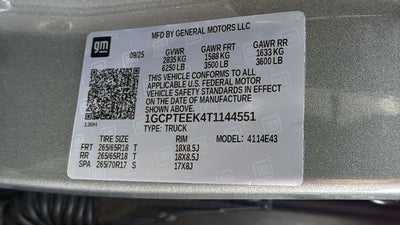 MFD BY GENERAL MOTORS LLC
gm
09/25 GVWR GAWR FRT GAWR RR
2835 KG 1588 KG 1633 KG
6250 LB 3500 LB 3600 LB
THIS VEHICLE CONFORMS TO ALL
APPLICABLE U.S. FEDERAL MOTOR
VEHICLE SAFETY STANDARDS IN EFFECT
ON THE DATE OF MANUFACTURE
SHOWN ABOVE.
130H
1GCPTEEK4T1144551
TYPE: TRUCK
TIRE SIZE RIM MODEL: 4114E43
FRT 265/65R18 T 18X8.5J
RR 265/65R18 T 18X8.5J
SPA 265/70R17 S 17X8J